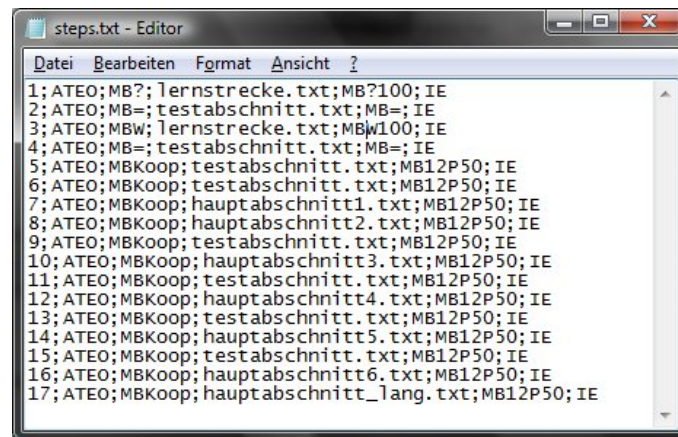 steps.txt - Editor
Datei Bearbeiten Format Ansicht ?
1;ATEO;MB?;lernstrecke.txt;MB?100;IE
2;ATEO;MB=;testabschnitt.txt;MB=;IE
3;ATEO;MBW;lernstrecke.txt;MBW100;IE
4;ATEO;MB=;testabschnitt.txt;MB=;IE
5;ATEO;MBKoop;testabschnitt.txt;MB12P50;IE
6;ATEO;MBKoop;testabschnitt.txt;MB12P50;IE
7;ATEO;MBKoop;hauptabschnitt1.txt;MB12P50;IE
8;ATEO;MBKoop;hauptabschnitt2.txt;MB12P50;IE
9;ATEO;MBKoop;testabschnitt.txt;MB12P50;IE
10;ATEO;MBKoop;hauptabschnitt3.txt;MB12P50;IE
11;ATEO;MBKoop;testabschnitt.txt;MB12P50;IE
12;ATEO;MBKoop;hauptabschnitt4.txt;MB12P50;IE
13;ATEO;MBKoop;testabschnitt.txt;MB12P50;IE
14;ATEO;MBKoop;hauptabschnitt5.txt;MB12P50;IE
15;ATEO;MBKoop;testabschnitt.txt;MB12P50;IE
16;ATEO;MBKoop;hauptabschnitt6.txt;MB12P50;IE
17;ATEO;MBKoop;hauptabschnitt_lang.txt;MB12P50;IE